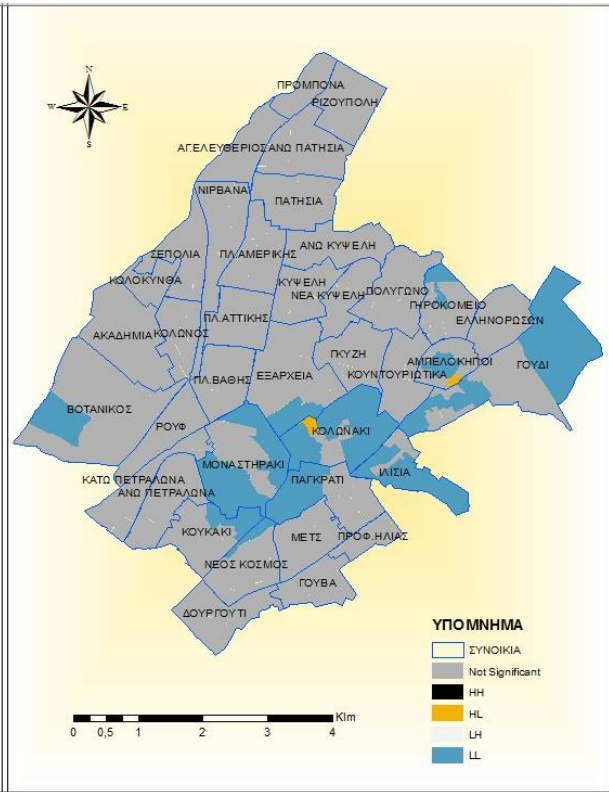 N
W E
S
ΠΡΟΜΠΟΝΑ
ΡΙΖΟΥΠΟΛΗ
ΑΓ.ΕΛΕΥΘΕΡΙΟΣ ΑΝΩ ΠΑΤΗΣΙΑ
ΝΙΡΒΑΝΑ
ΠΑΤΗΣΙΑ
ΣΕΠΟΛΙΑ
ΠΛ.ΑΜΕΡΙΚΗΣ
ΑΝΩ ΚΥΨΕΛΗ
ΚΩΛΟΚΥΝΘΑ
ΚΥΨΕΛΗ
ΝΕΑ ΚΥΨΕΛΗ
ΠΟΛΥΓΩΝΟ
ΓΗΡΟΚΟΜΕΙΟ
ΕΛΛΗΝΟΡΩΣΩΝ
ΠΛ.ΑΤΤΙΚΗΣ
ΑΚΑΔΗΜΙΑ
ΚΟΛΩΝΟΣ
ΓΚΥΖΗ
ΑΜΠΕΛΟΚΗΠΟΙ
ΓΟΥΔΙ
ΠΛ.ΒΑΘΗΣ
ΕΞΑΡΧΕΙΑ
ΚΟΥΝΤΟΥΡΙΩΤΙΚΑ
ΒΟΤΑΝΙΚΟΣ
ΡΟΥΦ
ΚΟΛΩΝΑΚΙ
ΜΟΝΑΣΤΗΡΑΚΙ
ΙΛΙΣΙΑ
ΚΑΤΩ ΠΕΤΡΑΛΩΝΑ
ΠΑΓΚΡΑΤΙ
ΑΝΩ ΠΕΤΡΑΛΩΝΑ
ΚΟΥΚΑΚΙ
ΜΕΤΣ
ΠΡΟΦ.ΗΛΙΑΣ
ΝΕΟΣ ΚΟΣΜΟΣ
ΓΟΥΒΑ
ΔΟΥΡΓΟΥΤΙ
ΥΠΟΜΝΗΜΑ
ΣΥΝΟΙΚΙΑ
Not Significant
HH
HL
LH
LL
Klm
0 0,5 1 2 3 4